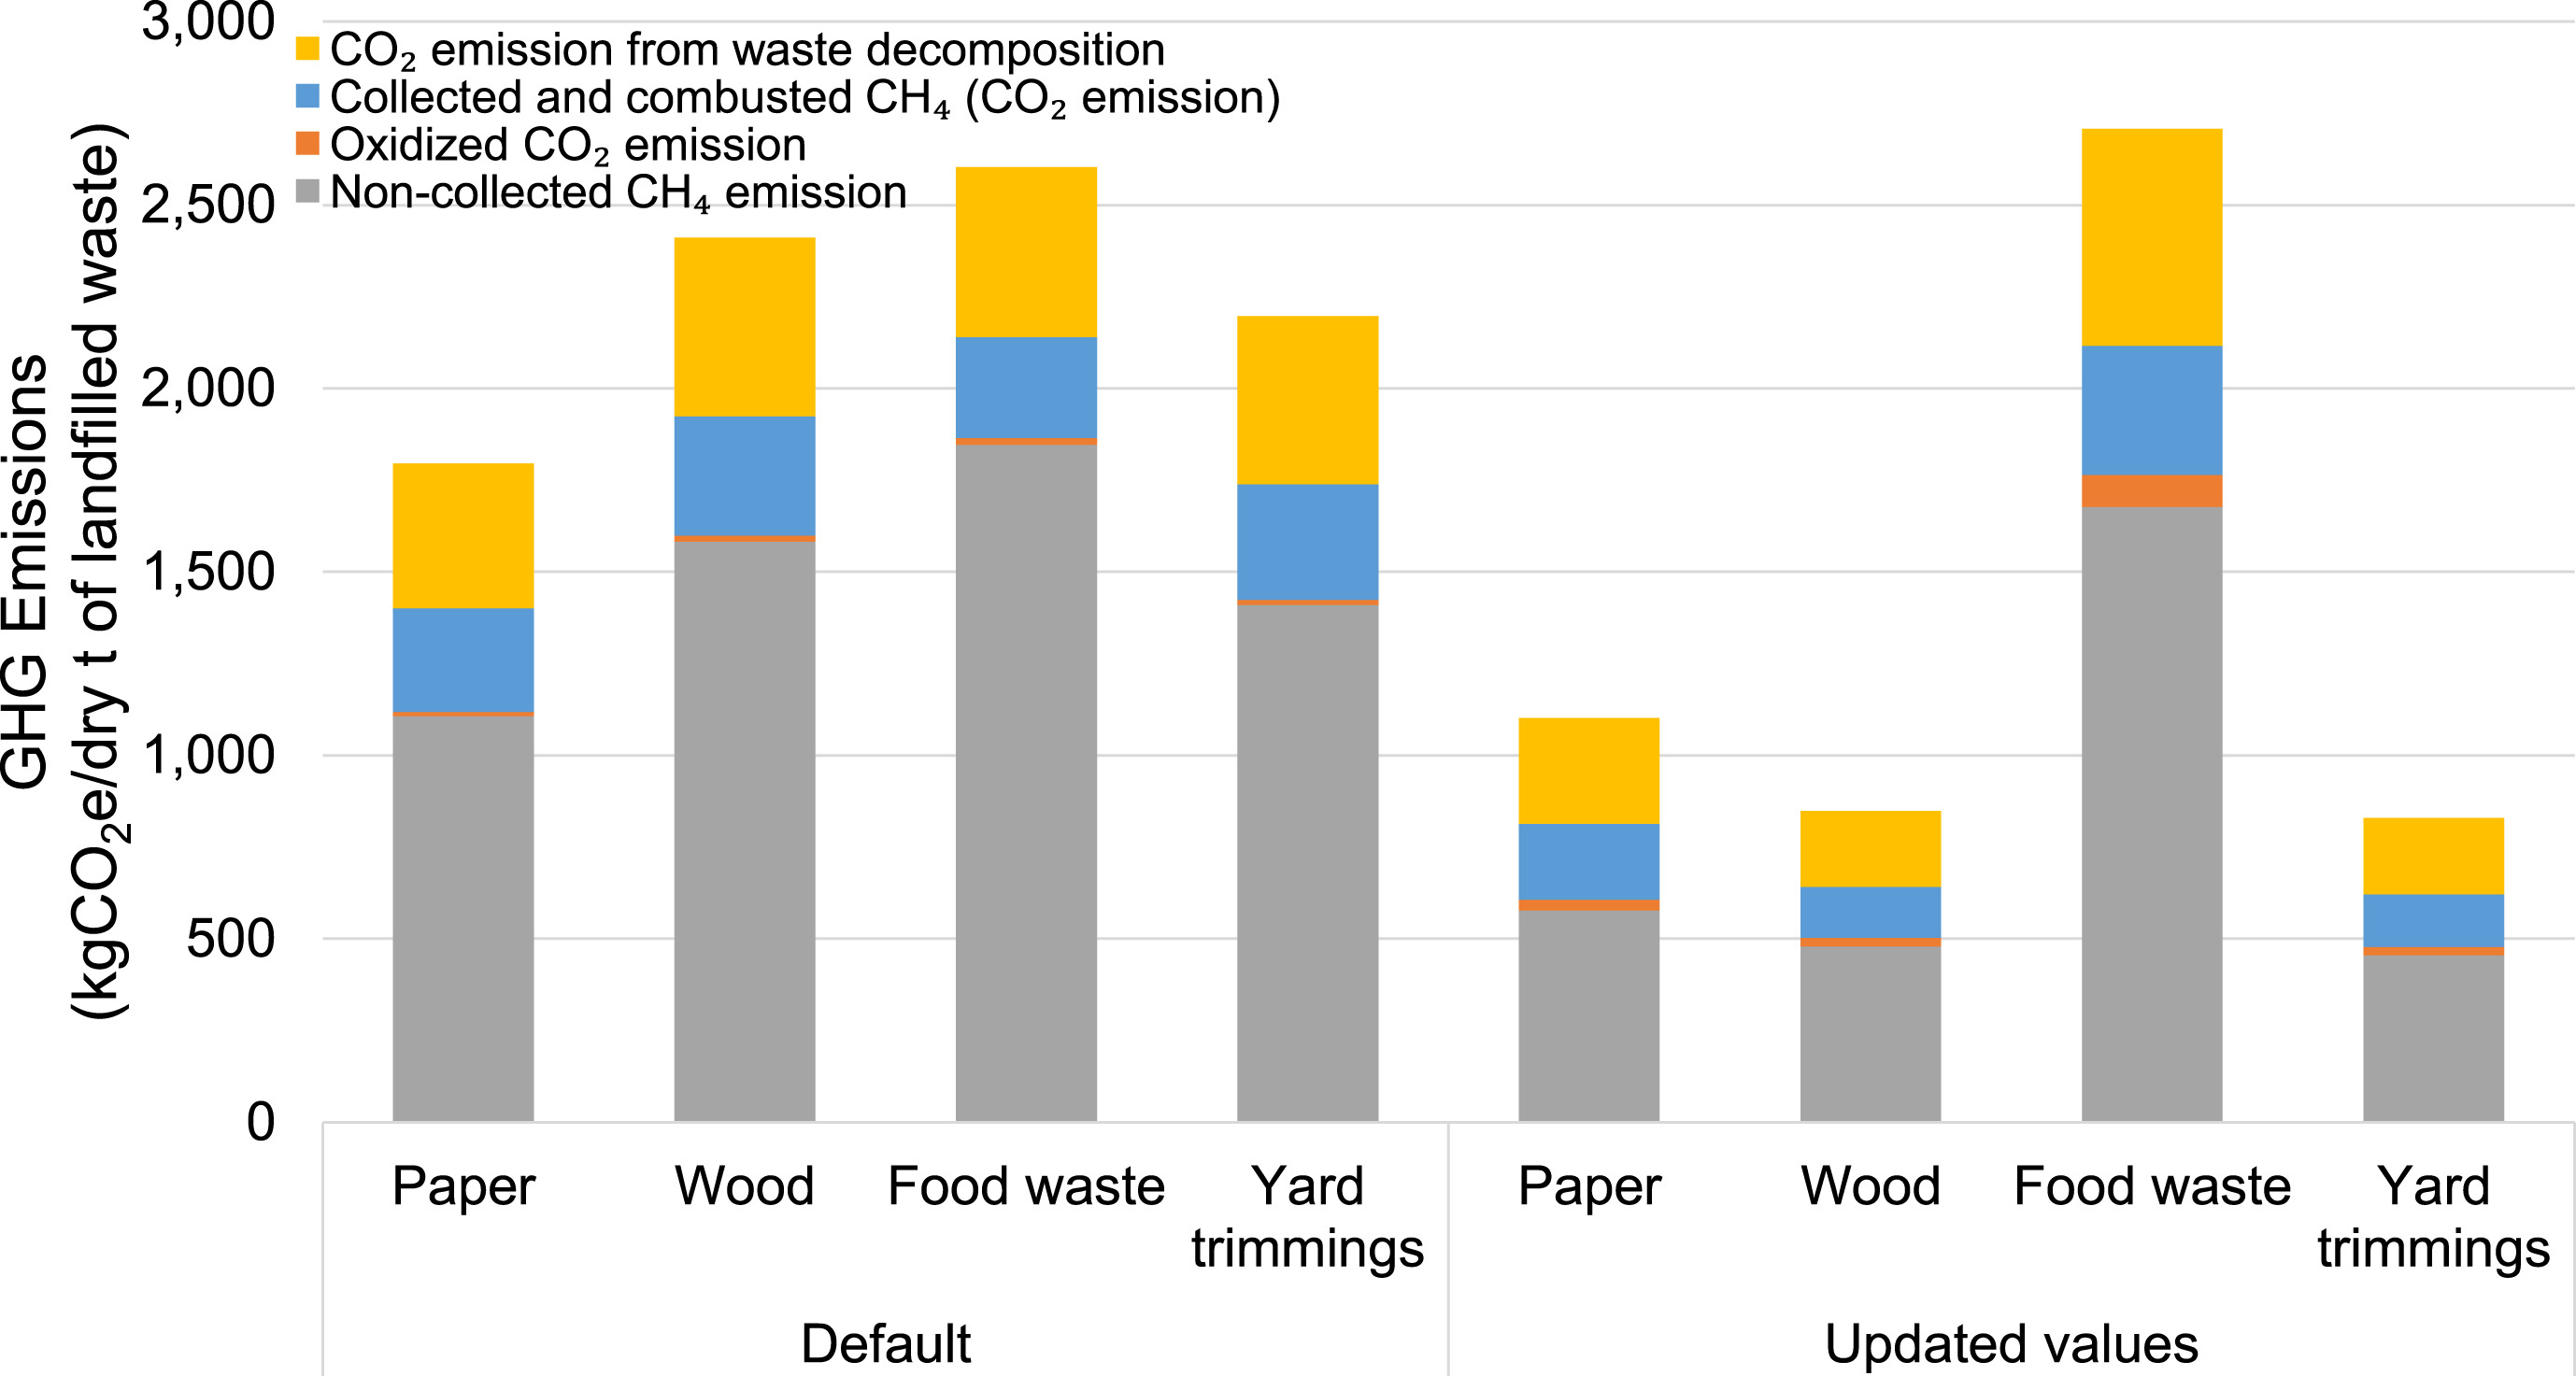 3,000
CO₂ emission from waste decomposition
Collected and combusted CH₄ (CO₂ emission)
Oxidized CO₂ emission
Non-collected CH₄ emission
2,500
2,000
1,500
1,000
500
0
GHG Emissions
(kgCO₂e/dry t of landfilled waste)
Paper
Wood
Food waste
Yard
trimmings
Paper
Wood
Food waste
Yard
trimmings
Default
Updated values